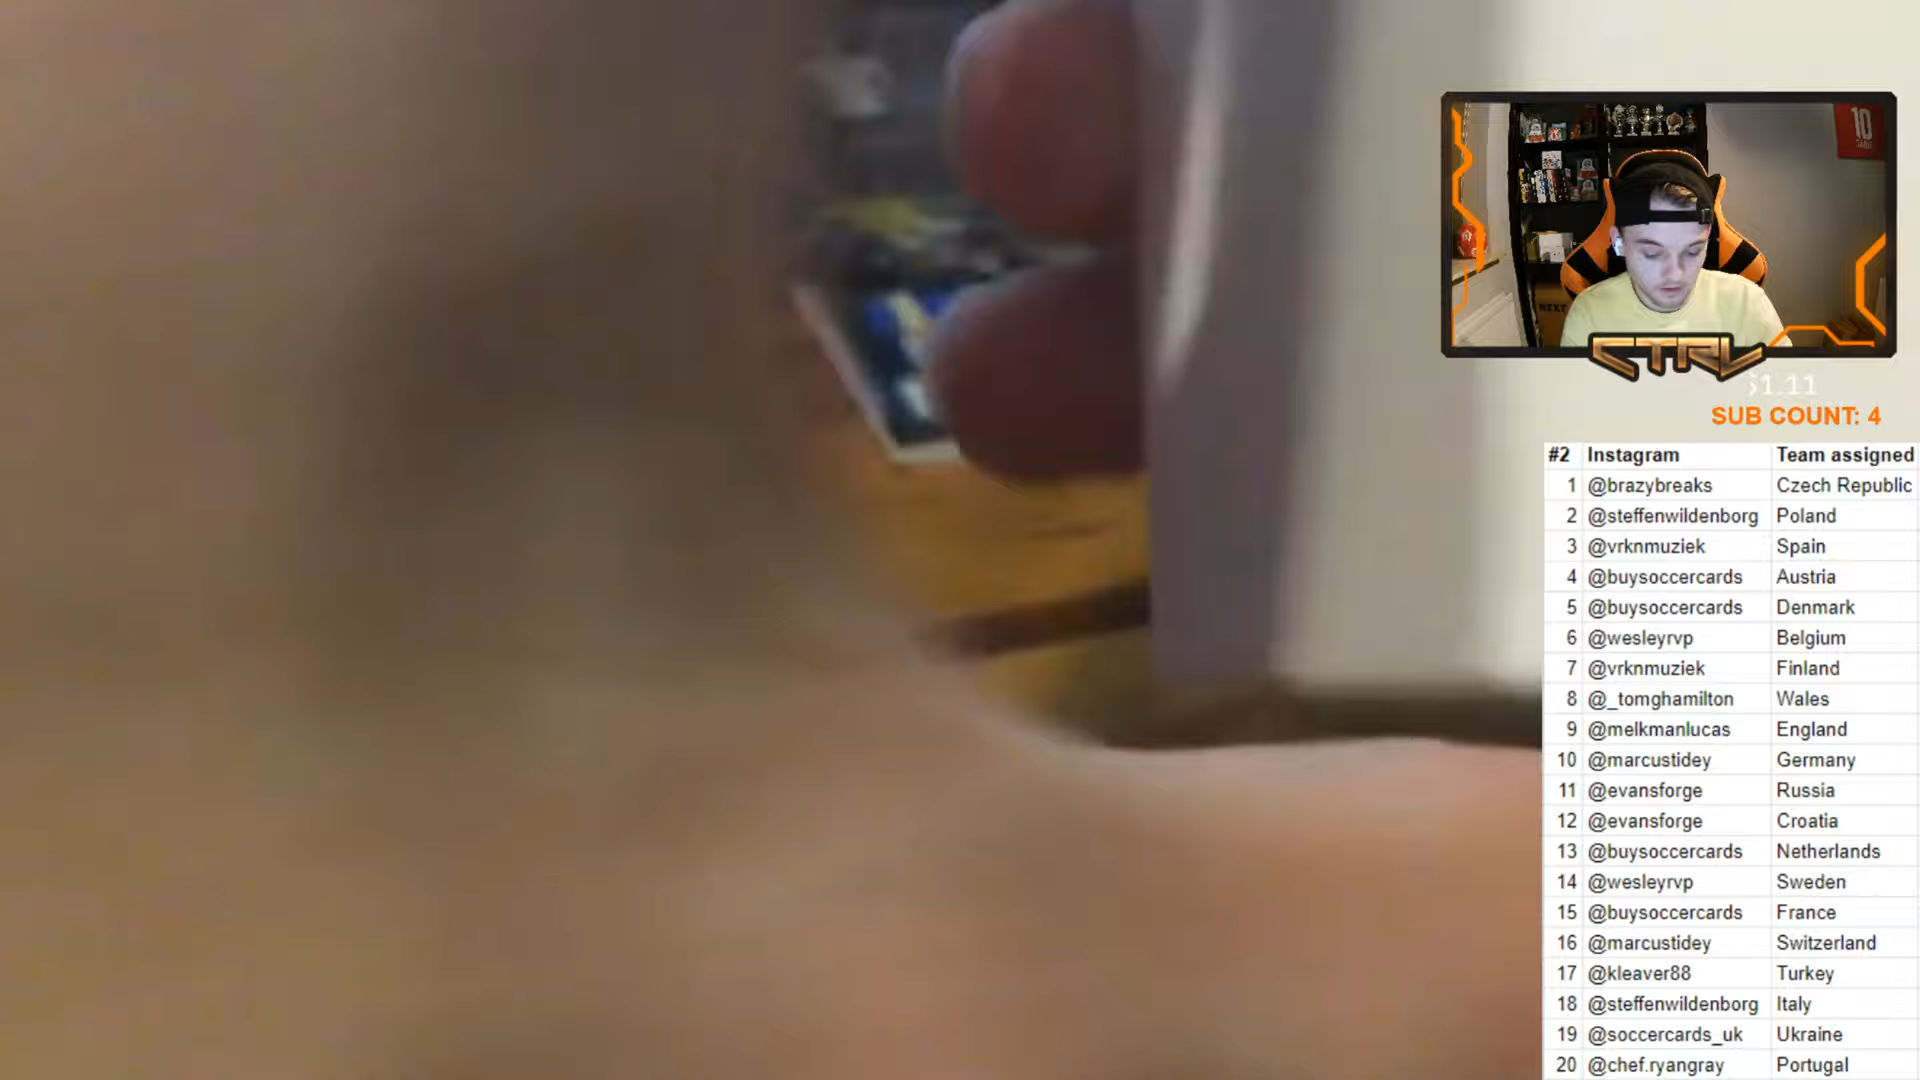 10
NEXT
CTRL
$1.11
SUB COUNT: 4
#2 Instagram Team assigned
1 @brazybreaks Czech Republic
2 @steffenwildenborg Poland
3 @vrknmuziek Spain
4 @buysoccercards Austria
5 @buysoccercards Denmark
6 @wesleyrvp Belgium
7 @vrknmuziek Finland
8 @_tomghamilton Wales
9 @melkmanlucas England
10 @marcustidey Germany
11 @evansforge Russia
12 @evansforge Croatia
13 @buysoccercards Netherlands
14 @wesleyrvp Sweden
15 @buysoccercards France
16 @marcustidey Switzerland
17 @kleaver88 Turkey
18 @steffenwildenborg Italy
19 @soccercards_uk Ukraine
20 @chef.ryangray Portugal